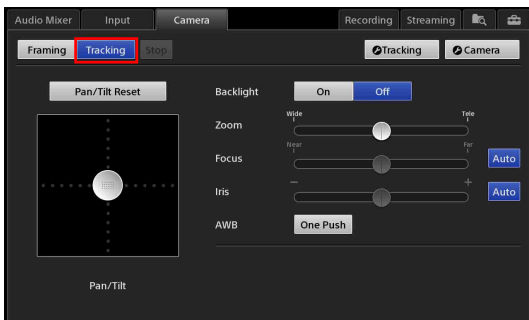 Audio Mixer Input Camera Recording Streaming
Framing Tracking Stop Tracking Camera
Pan/Tilt Reset Backlight On Off
Wide Tele
Zoom
Near Far
Focus Auto
− +
Iris Auto
AWB One Push
Pan/Tilt